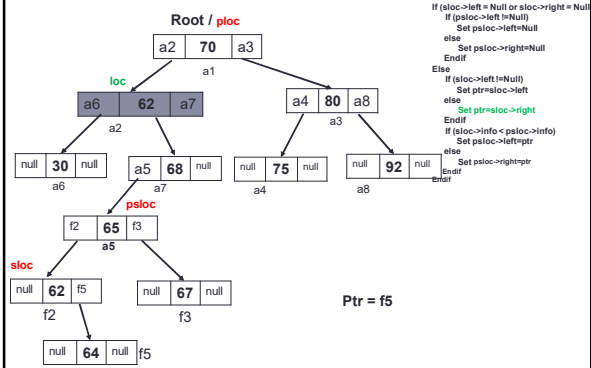 Root / ploc
a2 70 a3
a1
loc
a6 62 a7
a2
a4 80 a8
a3
null 30 null
a6
a5 68 null
a7
null 75 null
a4
null 92 null
a8
psloc
f2 65 f3
a5
sloc
null 62 f5
f2
null 67 null
f3
null 64 null f5
Ptr = f5
If (sloc->left = Null or sloc->right = Null
If (psloc->left !=Null)
Set psloc->left=Null
else
Set psloc->right=Null
Endif
Else
If (sloc->left !=Null)
Set ptr=sloc->left
else
Set ptr=sloc->right
Endif
If (sloc->info < psloc->info)
Set psloc->left=ptr
else
Set psloc->right=ptr
Endif
Endif